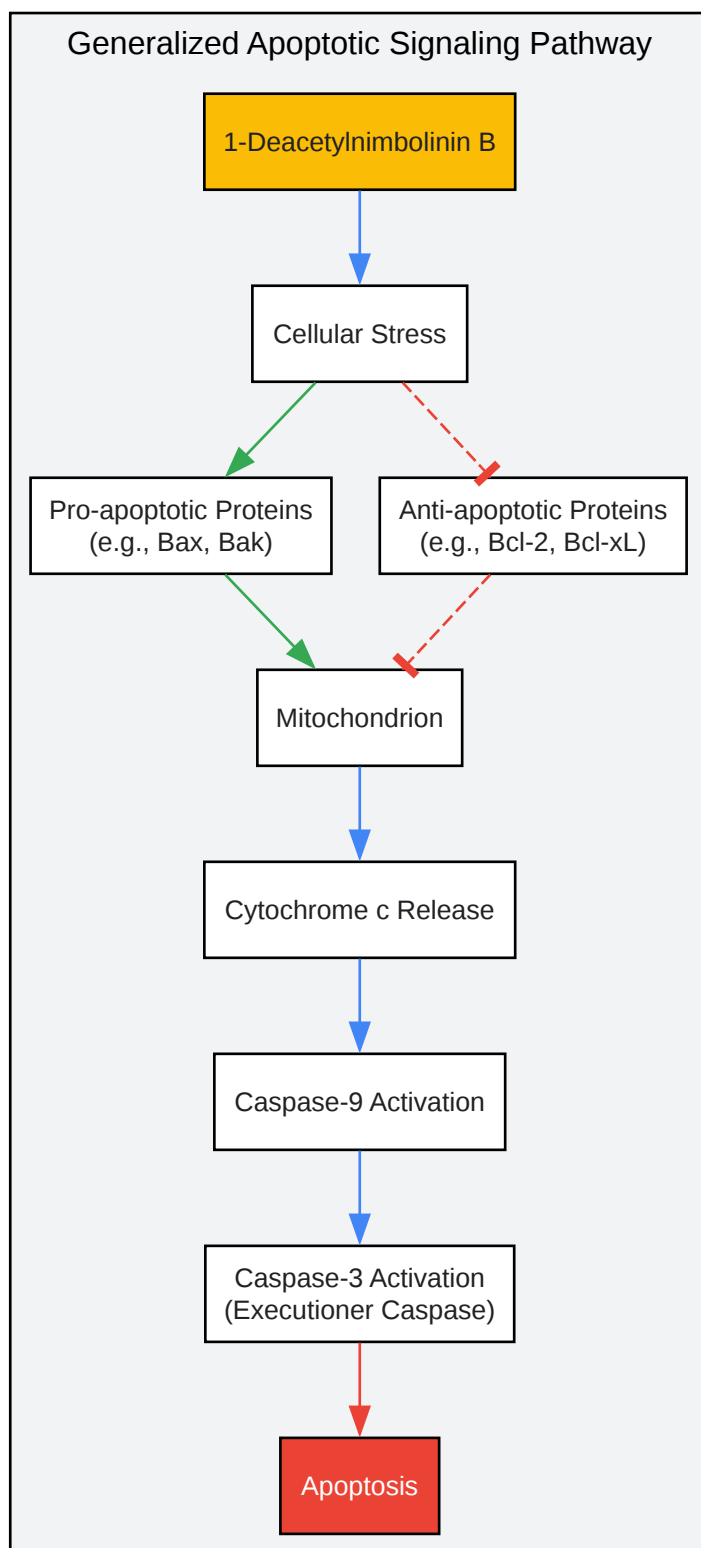 Generalized Apoptotic Signaling Pathway
1-Deacetylnimbolinin B
Cellular Stress
Pro-apoptotic Proteins
(e.g., Bax, Bak)
Anti-apoptotic Proteins
(e.g., Bcl-2, Bcl-xL)
Mitochondrion
Cytochrome c Release
Caspase-9 Activation
Caspase-3 Activation
(Executioner Caspase)
Apoptosis